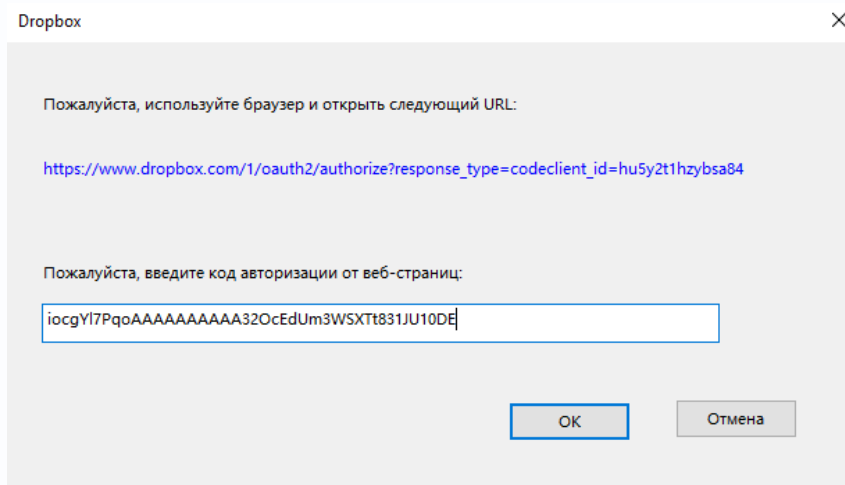 Dropbox
Пожалуйста, используйте браузер и открыть следующий URL:
https://www.dropbox.com/1/oauth2/authorize?response_type=codeclient_id=hu5y2t1hzybsa84
Пожалуйста, введите код авторизации от веб-страниц:
iocgYl7PqoAAAAAAAAAA32OcEdUm3WSXTt831JU10DE
OK
Отмена